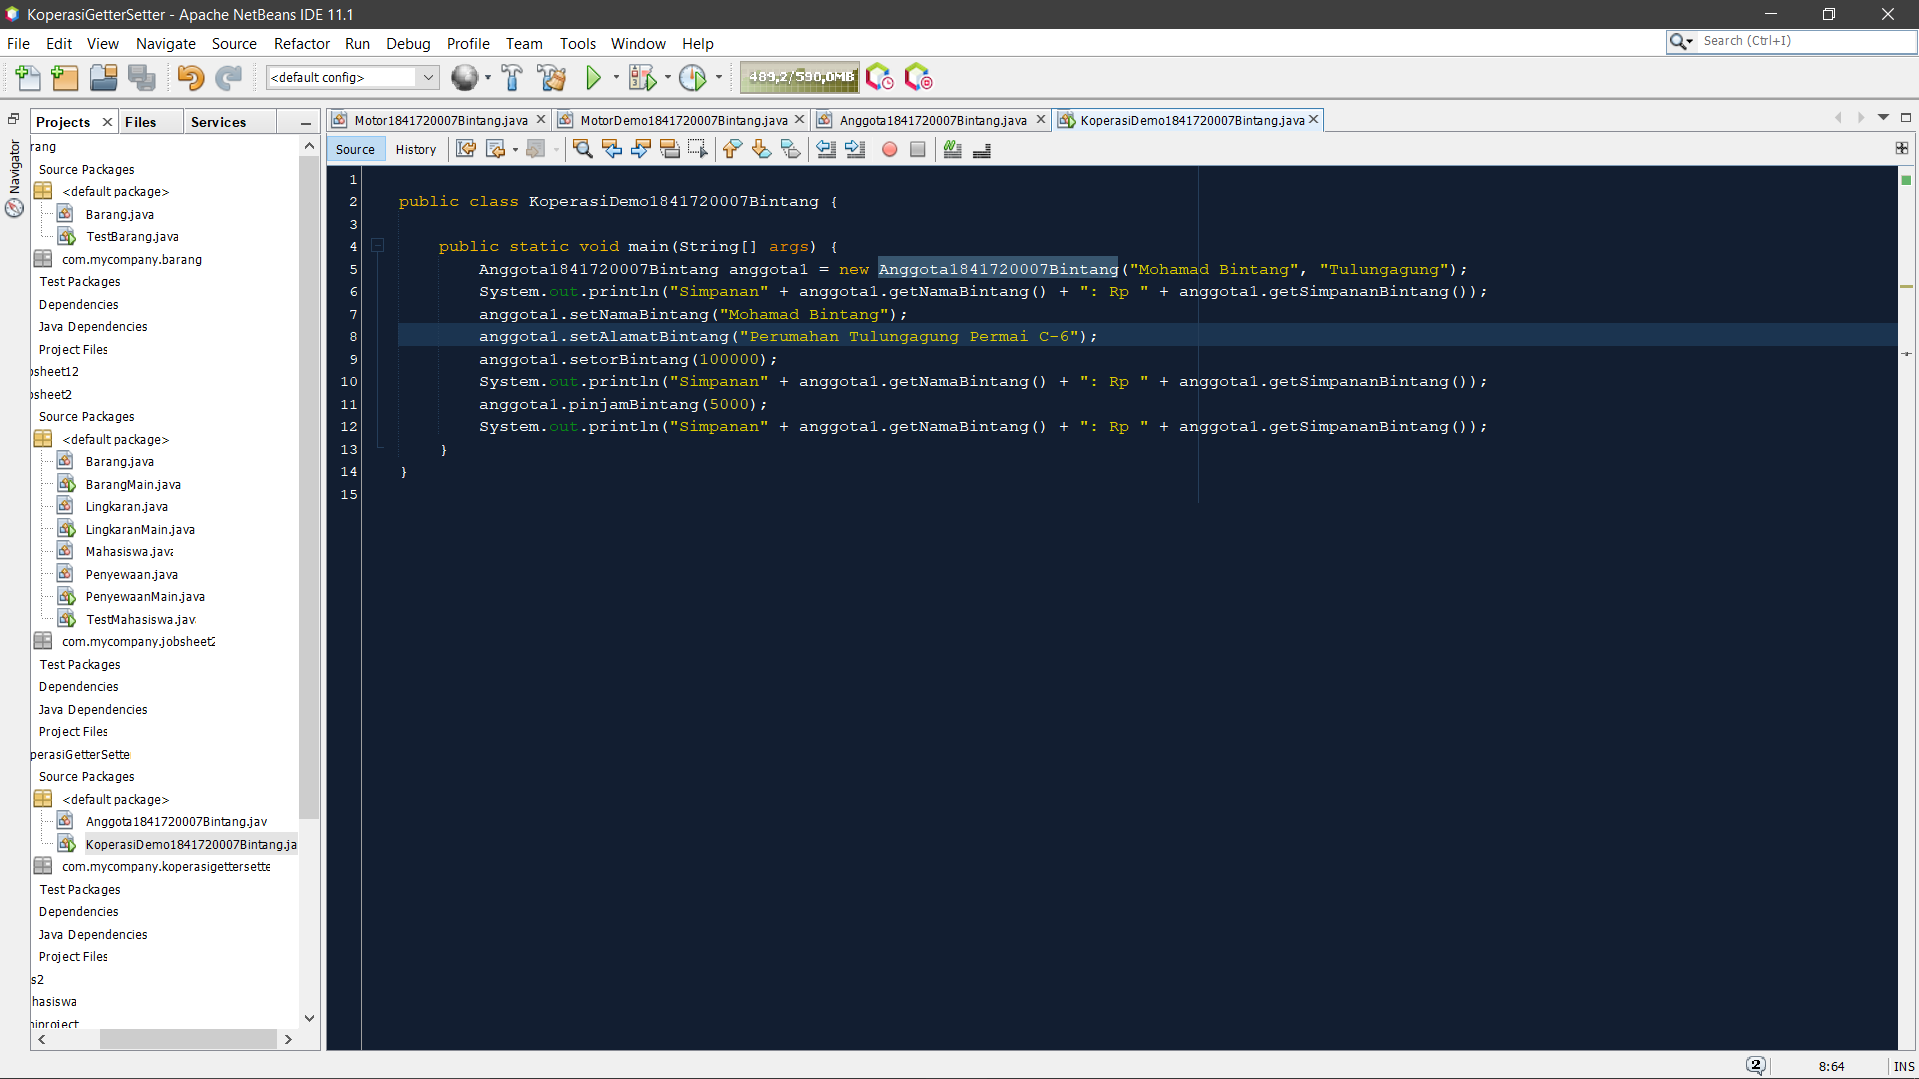 KoperasiGetterSetter - Apache NetBeans IDE 11.1
File Edit View Navigate Source Refactor Run Debug Profile Team Tools Window Help
Search (Ctrl+I)
<default config>
489,2/590,0MB
Projects Files Services
Motor1841720007Bintang.java MotorDemo1841720007Bintang.java Anggota1841720007Bintang.java KoperasiDemo1841720007Bintang.java
Source History
Navigator
rang
Source Packages
<default package>
Barang.java
TestBarang.java
com.mycompany.barang
Test Packages
Dependencies
Java Dependencies
Project Files
bsheet12
bsheet2
Source Packages
<default package>
Barang.java
BarangMain.java
Lingkaran.java
LingkaranMain.java
Mahasiswa.java
Penyewaan.java
PenyewaanMain.java
TestMahasiswa.jav
com.mycompany.jobsheet2
Test Packages
Dependencies
Java Dependencies
Project Files
perasiGetterSette
Source Packages
<default package>
Anggota1841720007Bintang.jav
KoperasiDemo1841720007Bintang.ja
com.mycompany.koperasigettersette
Test Packages
Dependencies
Java Dependencies
Project Files
s2
hasiswa
niproject
1
2 public class KoperasiDemo1841720007Bintang {
3
4 public static void main(String[] args) {
5 Anggota1841720007Bintang anggota1 = new Anggota1841720007Bintang("Mohamad Bintang", "Tulungagung");
6 System.out.println("Simpanan" + anggota1.getNamaBintang() + ": Rp " + anggota1.getSimpananBintang());
7 anggota1.setNamaBintang("Mohamad Bintang");
8 anggota1.setAlamatBintang("Perumahan Tulungagung Permai C-6");
9 anggota1.setorBintang(100000);
10 System.out.println("Simpanan" + anggota1.getNamaBintang() + ": Rp " + anggota1.getSimpananBintang());
11 anggota1.pinjamBintang(5000);
12 System.out.println("Simpanan" + anggota1.getNamaBintang() + ": Rp " + anggota1.getSimpananBintang());
13 }
14 }
15
2 8:64 INS